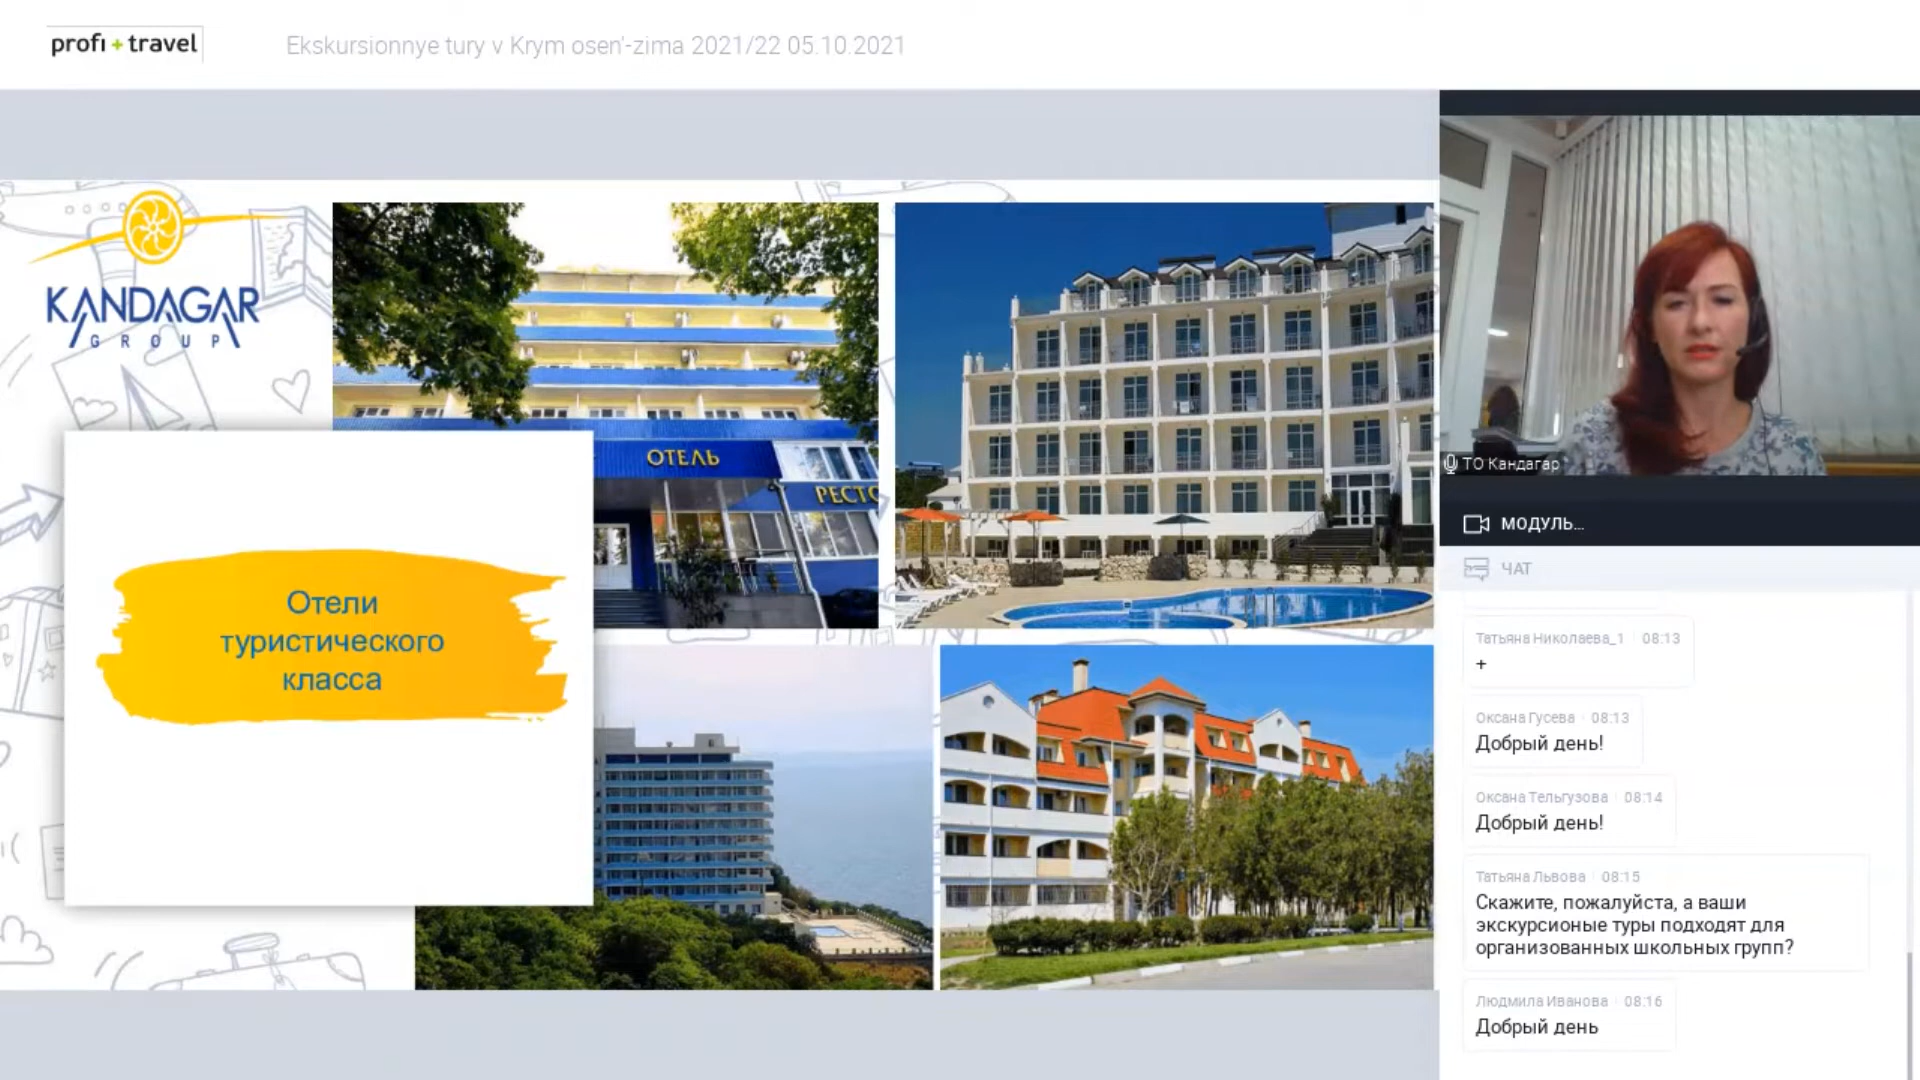 profi + travel
Ekskursionnye tury v Krym osen'-zima 2021/22 05.10.2021
KANDAGAR
GROUP
ОТЕЛЬ
РЕСТО
Отели
туристического
класса
ТО Кандагар
МОДУЛЬ...
ЧАТ
Татьяна Николаева_1 08:13
+
Оксана Гусева 08:13
Добрый день!
Оксана Тельгузова 08:14
Добрый день!
Татьяна Львова 08:15
Скажите, пожалуйста, а ваши
экскурсионые туры подходят для
организованных школьных групп?
Людмила Иванова 08:16
Добрый день